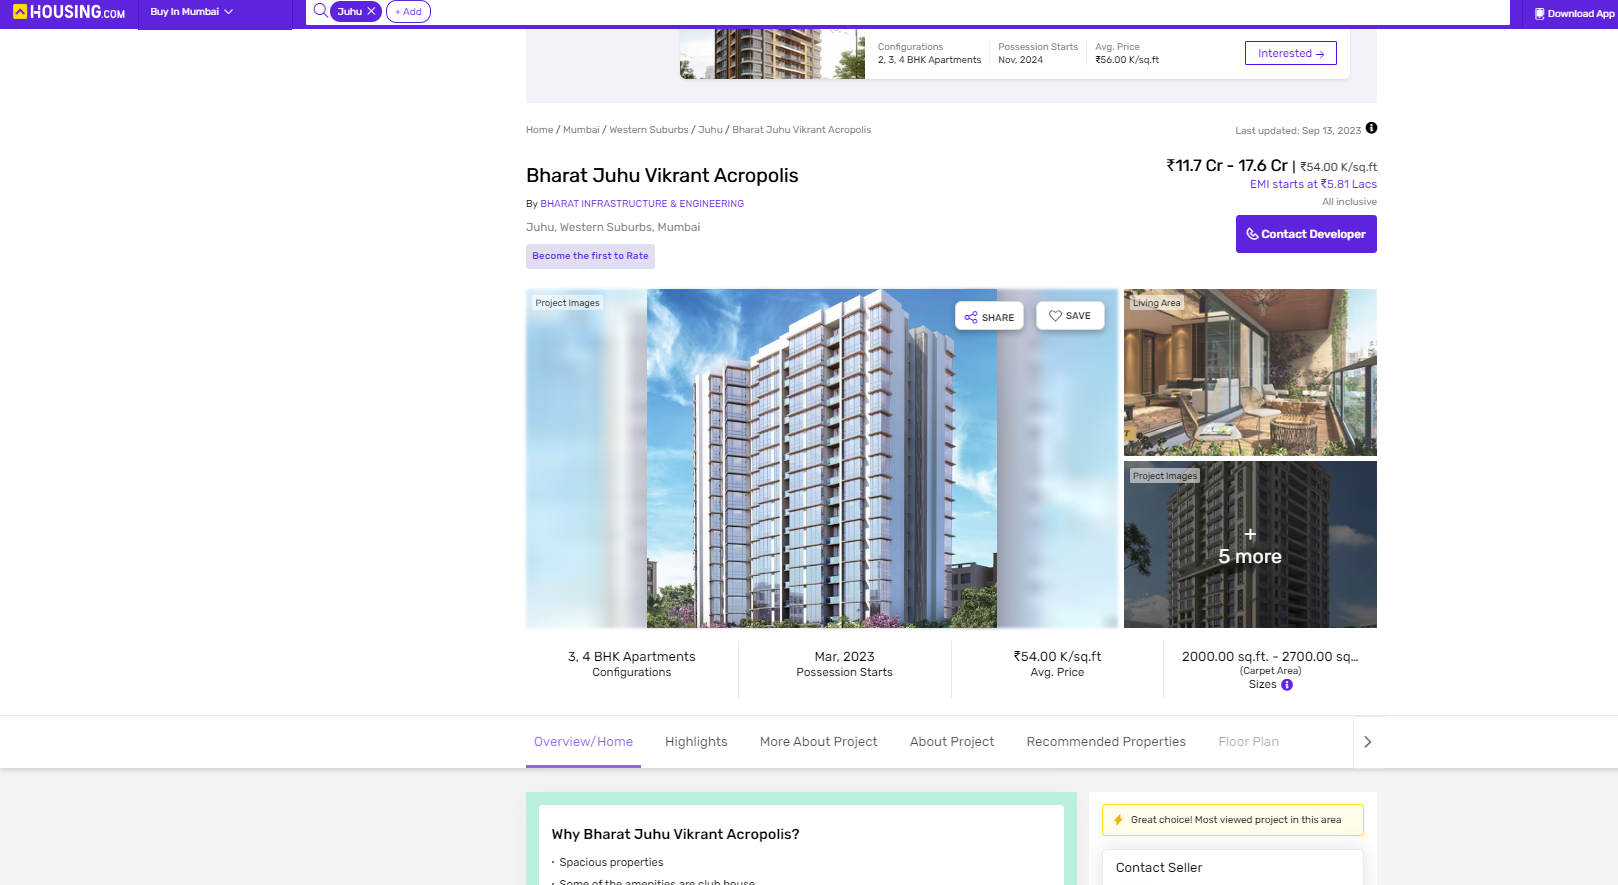 HOUSING.COM
Buy In Mumbai
Juhu
+ Add
Download App
Configurations
2, 3, 4 BHK Apartments
Possession Starts
Nov, 2024
Avg. Price
₹56.00 K/sq.ft
Interested →
Home / Mumbai / Western Suburbs / Juhu / Bharat Juhu Vikrant Acropolis
Last updated: Sep 13, 2023
Bharat Juhu Vikrant Acropolis
₹11.7 Cr - 17.6 Cr | ₹54.00 K/sq.ft
EMI starts at ₹5.81 Lacs
By BHARAT INFRASTRUCTURE & ENGINEERING
All inclusive
Juhu, Western Suburbs, Mumbai
Contact Developer
Become the first to Rate
Project Images
SHARE
SAVE
Living Area
Project Images
+
5 more
3, 4 BHK Apartments
Configurations
Mar, 2023
Possession Starts
₹54.00 K/sq.ft
Avg. Price
2000.00 sq.ft. - 2700.00 sq...
(Carpet Area)
Sizes
Overview/Home
Highlights
More About Project
About Project
Recommended Properties
Floor Plan
Why Bharat Juhu Vikrant Acropolis?
· Spacious properties
· Some of the amenities are club house
Great choice! Most viewed project in this area
Contact Seller